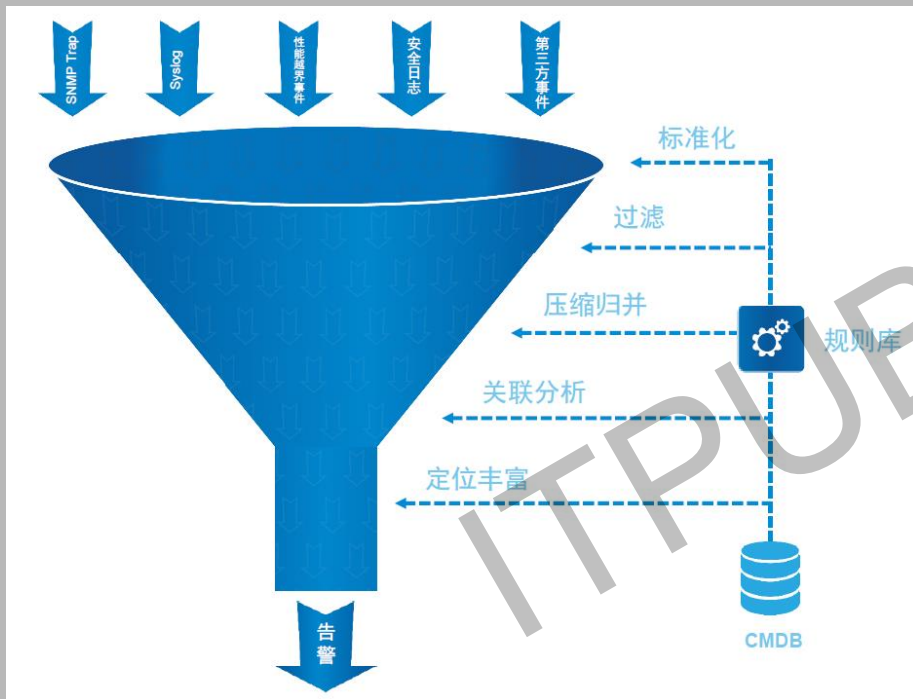 SNMP Trap
Syslog
性能越界事件
安全日志
第三方事件
标准化
过滤
压缩归并
规则库
关联分析
定位丰富
CMDB
告警
ITPUB